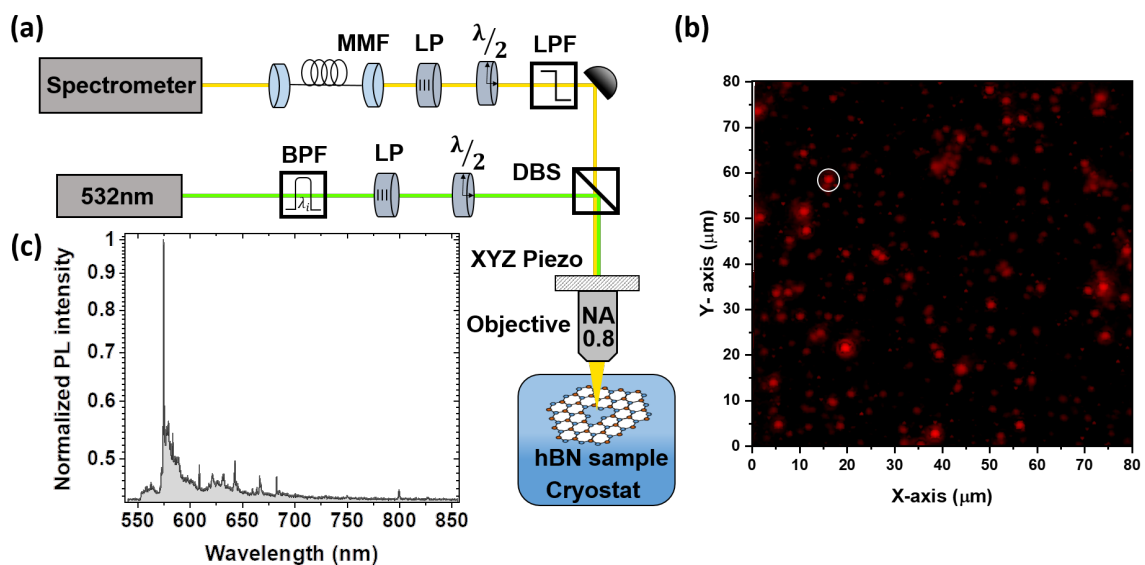 (a)
MMF
LP
λ/2
LPF
Spectrometer
BPF
LP
λ/2
DBS
532nm
λi
XYZ Piezo
Objective
NA
0.8
hBN sample
Cryostat
(b)
80
70
60
50
40
30
20
10
0
Y- axis (μm)
0 10 20 30 40 50 60 70 80
X-axis (μm)
(c)
1
0.9
0.8
0.7
0.6
0.5
Normalized PL intensity
550 600 650 700 750 800 850
Wavelength (nm)